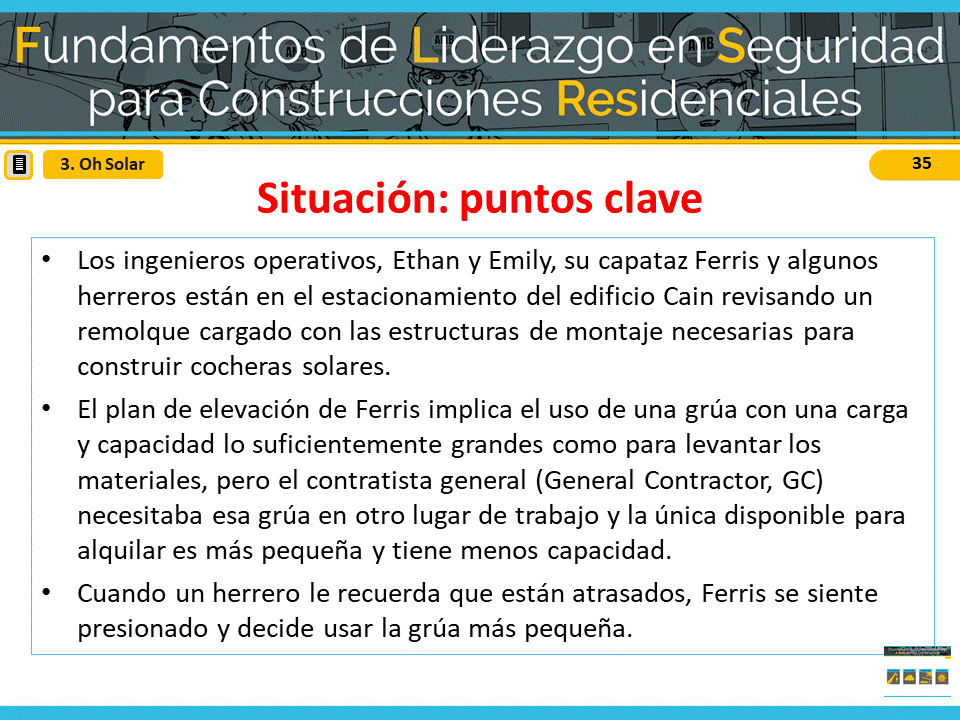 Fundamentos de Liderazgo en Seguridad
para Construcciones Residenciales
3. Oh Solar
35
Situación: puntos clave
• Los ingenieros operativos, Ethan y Emily, su capataz Ferris y algunos
herreros están en el estacionamiento del edificio Cain revisando un
remolque cargado con las estructuras de montaje necesarias para
construir cocheras solares.
• El plan de elevación de Ferris implica el uso de una grúa con una carga
y capacidad lo suficientemente grandes como para levantar los
materiales, pero el contratista general (General Contractor, GC)
necesitaba esa grúa en otro lugar de trabajo y la única disponible para
alquilar es más pequeña y tiene menos capacidad.
• Cuando un herrero le recuerda que están atrasados, Ferris se siente
presionado y decide usar la grúa más pequeña.